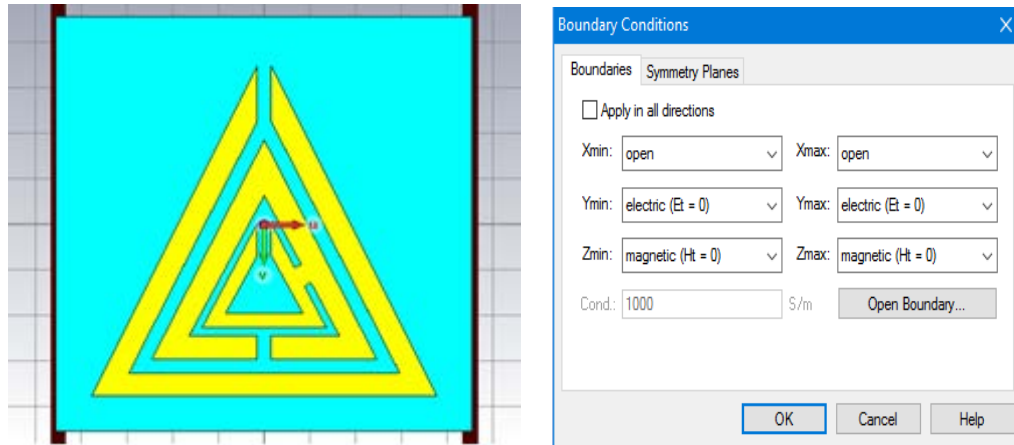 u
v
Boundary Conditions
Boundaries Symmetry Planes
Apply in all directions
Xmin: open Xmax: open
Ymin: electric (Et = 0) Ymax: electric (Et = 0)
Zmin: magnetic (Ht = 0) Zmax: magnetic (Ht = 0)
Cond.: 1000 S/m Open Boundary...
OK Cancel Help